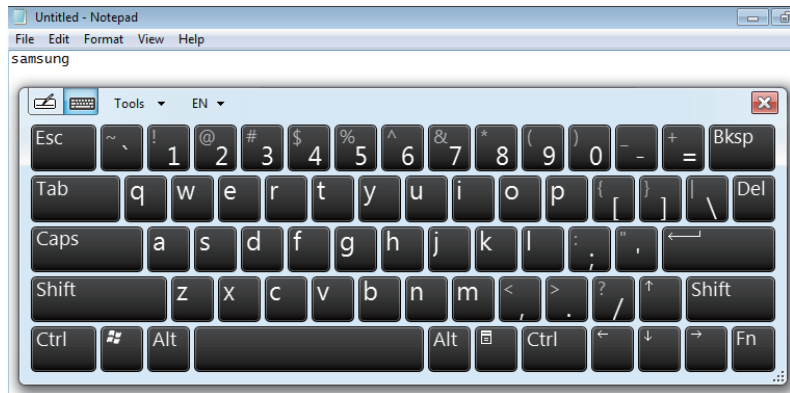 Untitled - Notepad
File Edit Format View Help
samsung
Tools EN
Esc ~ ` ! 1 @ 2 # 3 $ 4 % 5 ^ 6 & 7 * 8 ( 9 ) 0 _ - + = Bksp
Tab q w e r t y u i o p { [ } ] | \ Del
Caps a s d f g h j k l : ; " '
Shift z x c v b n m < , > . ? / ↑ Shift
Ctrl Alt Alt Ctrl ← ↓ → Fn